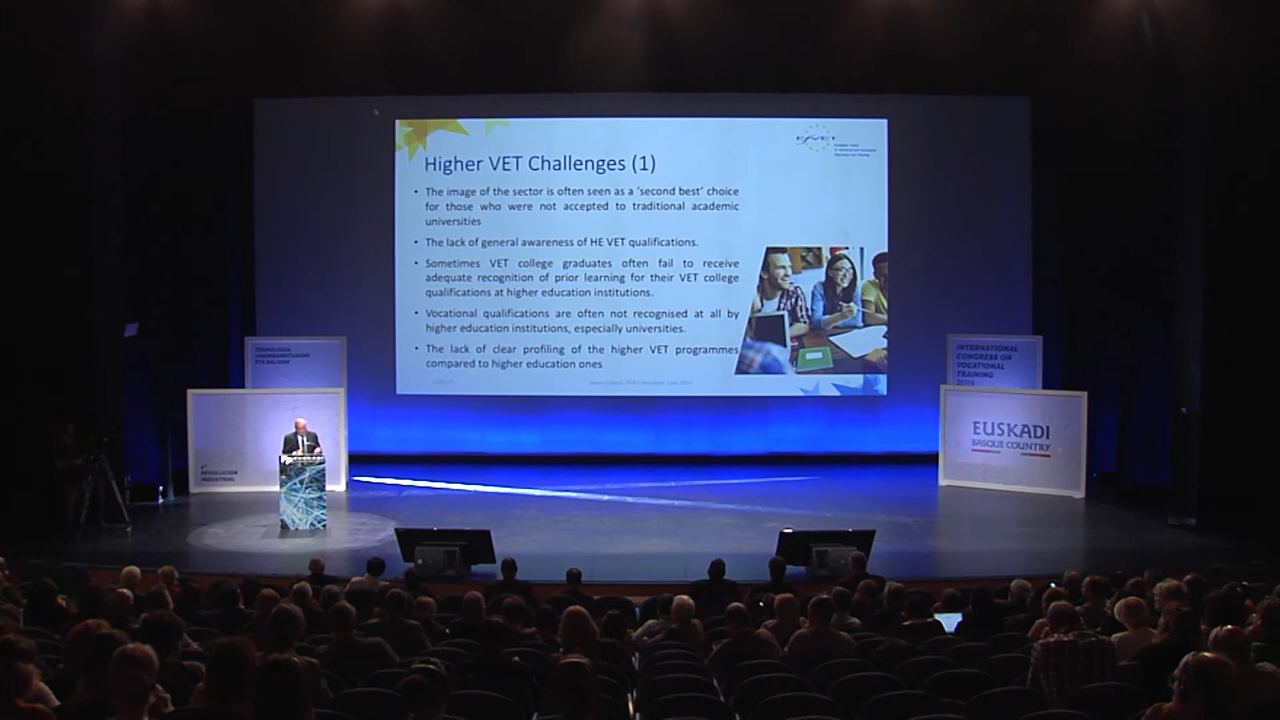 Higher VET Challenges (1)
• The image of the sector is often seen as a 'second best' choice
for those who were not accepted to traditional academic
universities
• The lack of general awareness of HE VET qualifications.
• Sometimes VET college graduates often fail to receive
adequate recognition of prior learning for their VET college
qualifications at higher education institutions.
• Vocational qualifications are often not recognised at all by
higher education institutions, especially universities.
• The lack of clear profiling of the higher VET programmes
compared to higher education ones
REVOLUCIÓN
INDUSTRIAL
INTERNATIONAL
CONGRESS ON
VOCATIONAL
TRAINING
2019
EUSKADI
BASQUE COUNTRY